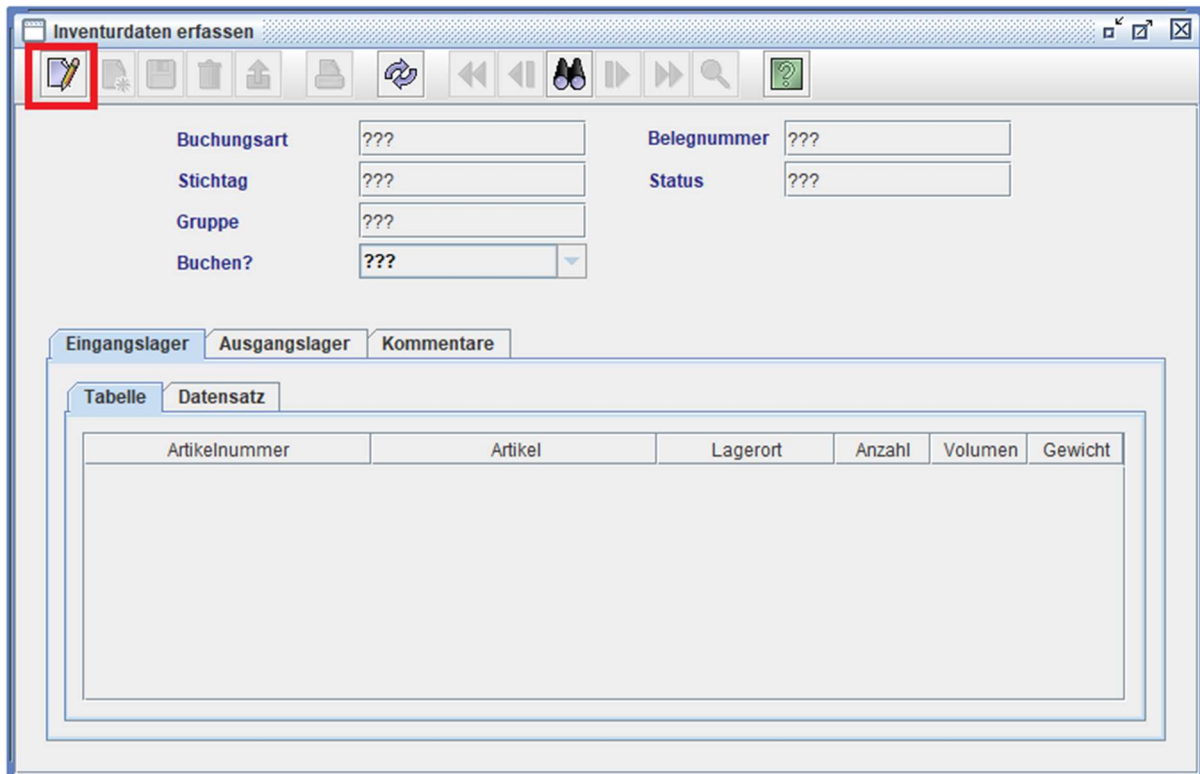 Inventurdaten erfassen
Buchungsart ??? Belegnummer ???
Stichtag ??? Status ???
Gruppe ???
Buchen? ???
Eingangslager Ausgangslager Kommentare
Tabelle Datensatz
Artikelnummer Artikel Lagerort Anzahl Volumen Gewicht